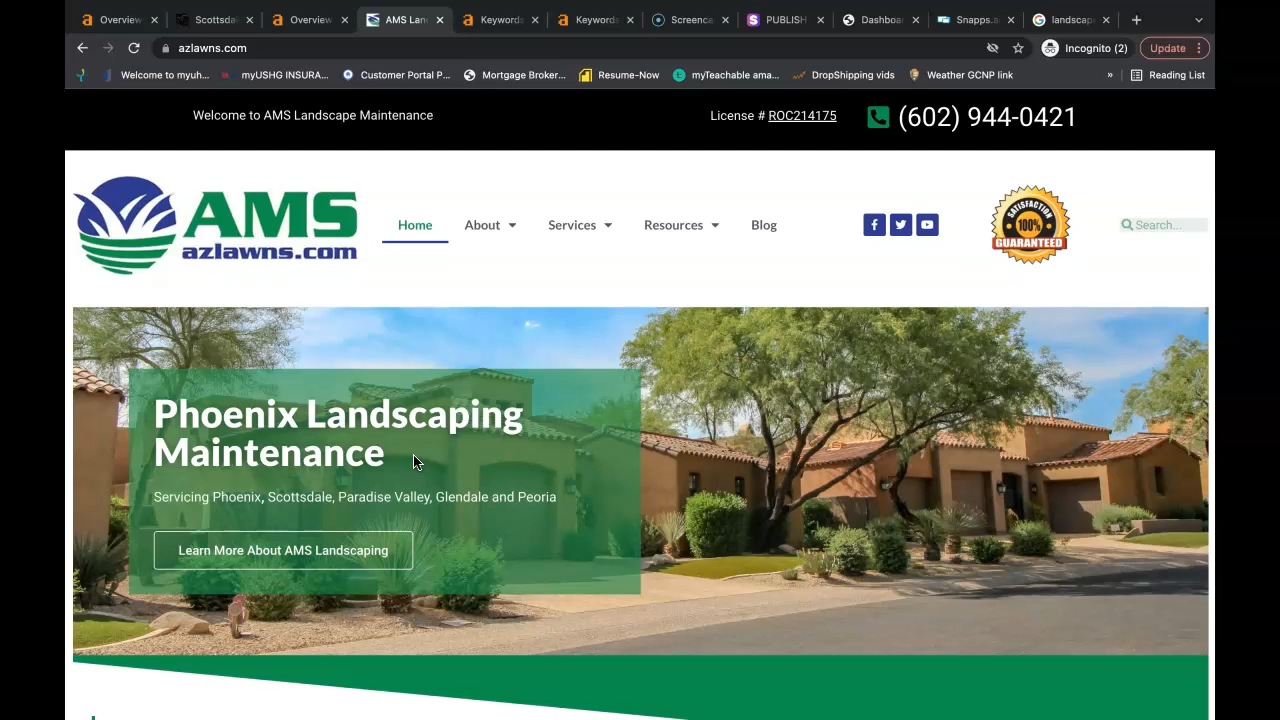 Overview
Scottsda
Overview
AMS Lan
Keywords
Keywords
Screenca
PUBLISH
Dashboa
Snapps.a
landscap
azlawns.com
Incognito (2)
Update
Welcome to myuh...
myUSHG INSURA...
Customer Portal P...
Mortgage Broker...
Resume-Now
myTeachable ama...
DropShipping vids
Weather GCNP link
»
Reading List
Welcome to AMS Landscape Maintenance
License # ROC214175
(602) 944-0421
AMS
azlawns.com
Home
About
Services
Resources
Blog
SATISFACTION
100%
GUARANTEED
Search...
Phoenix Landscaping
Maintenance
Servicing Phoenix, Scottsdale, Paradise Valley, Glendale and Peoria
Learn More About AMS Landscaping